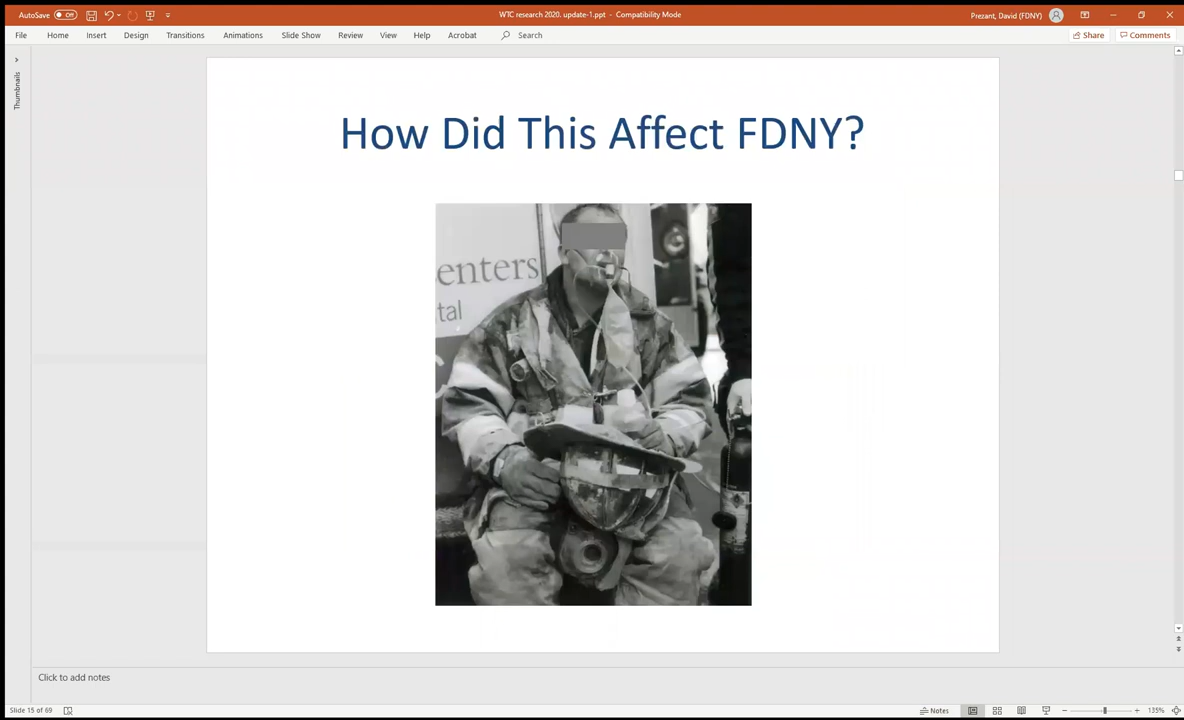 AutoSave Off
WTC research 2020. update-1.ppt - Compatibility Mode
Prezant, David (FDNY)
File Home Insert Design Transitions Animations Slide Show Review View Help Acrobat Search
Share Comments
Thumbnails
How Did This Affect FDNY?
enters
tal
Click to add notes
Slide 15 of 69
Notes
135%